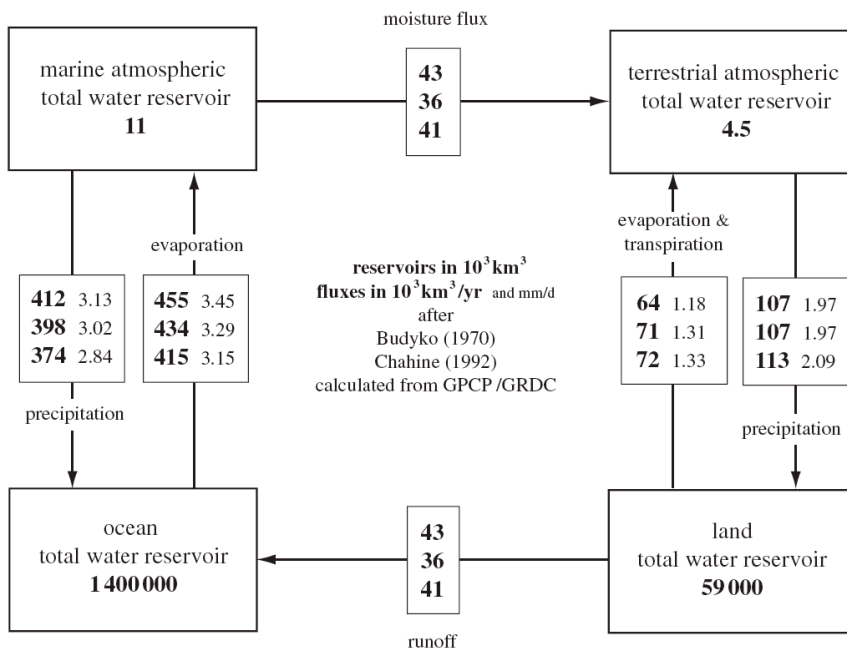 moisture flux
marine atmospheric
total water reservoir
11
43
36
41
terrestrial atmospheric
total water reservoir
4.5
evaporation
evaporation &
transpiration
412 3.13
398 3.02
374 2.84
455 3.45
434 3.29
415 3.15
reservoirs in 10³km³
fluxes in 10³km³/yr and mm/d
after
Budyko (1970)
Chahine (1992)
calculated from GPCP /GRDC
64 1.18
71 1.31
72 1.33
107 1.97
107 1.97
113 2.09
precipitation
precipitation
ocean
total water reservoir
1 400 000
43
36
41
land
total water reservoir
59 000
runoff